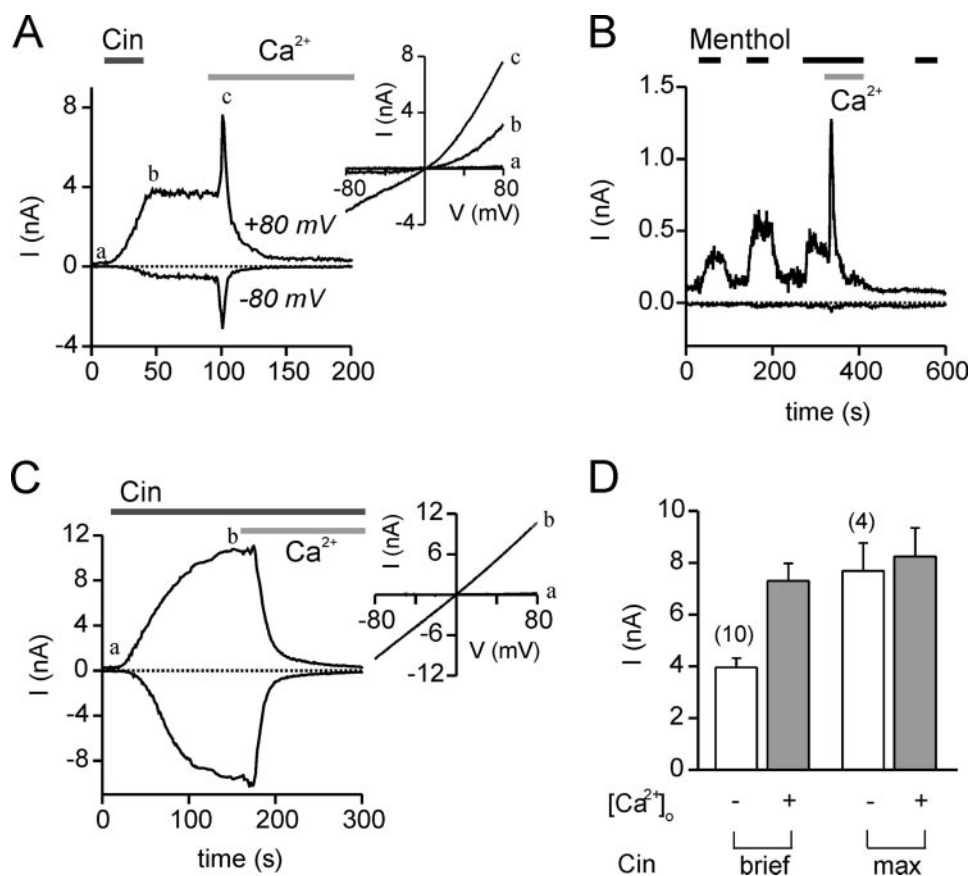 A
Cin
Ca²⁺
c
b
a
+80 mV
-80 mV
I (nA)
8
4
0
-4
0 50 100 150 200
time (s)
I (nA)
8
4
-4
-80
80
V (mV)
c
b
a
B
Menthol
Ca²⁺
I (nA)
1.5
1.0
0.5
0.0
0 200 400 600
time (s)
C
Cin
Ca²⁺
b
a
I (nA)
12
8
4
0
-4
-8
0 100 200 300
time (s)
I (nA)
12
6
-6
-12
-80
80
V (mV)
b
a
D
I (nA)
10
8
6
4
2
0
(10)
(4)
[Ca²⁺]ₒ - + - +
Cin brief max